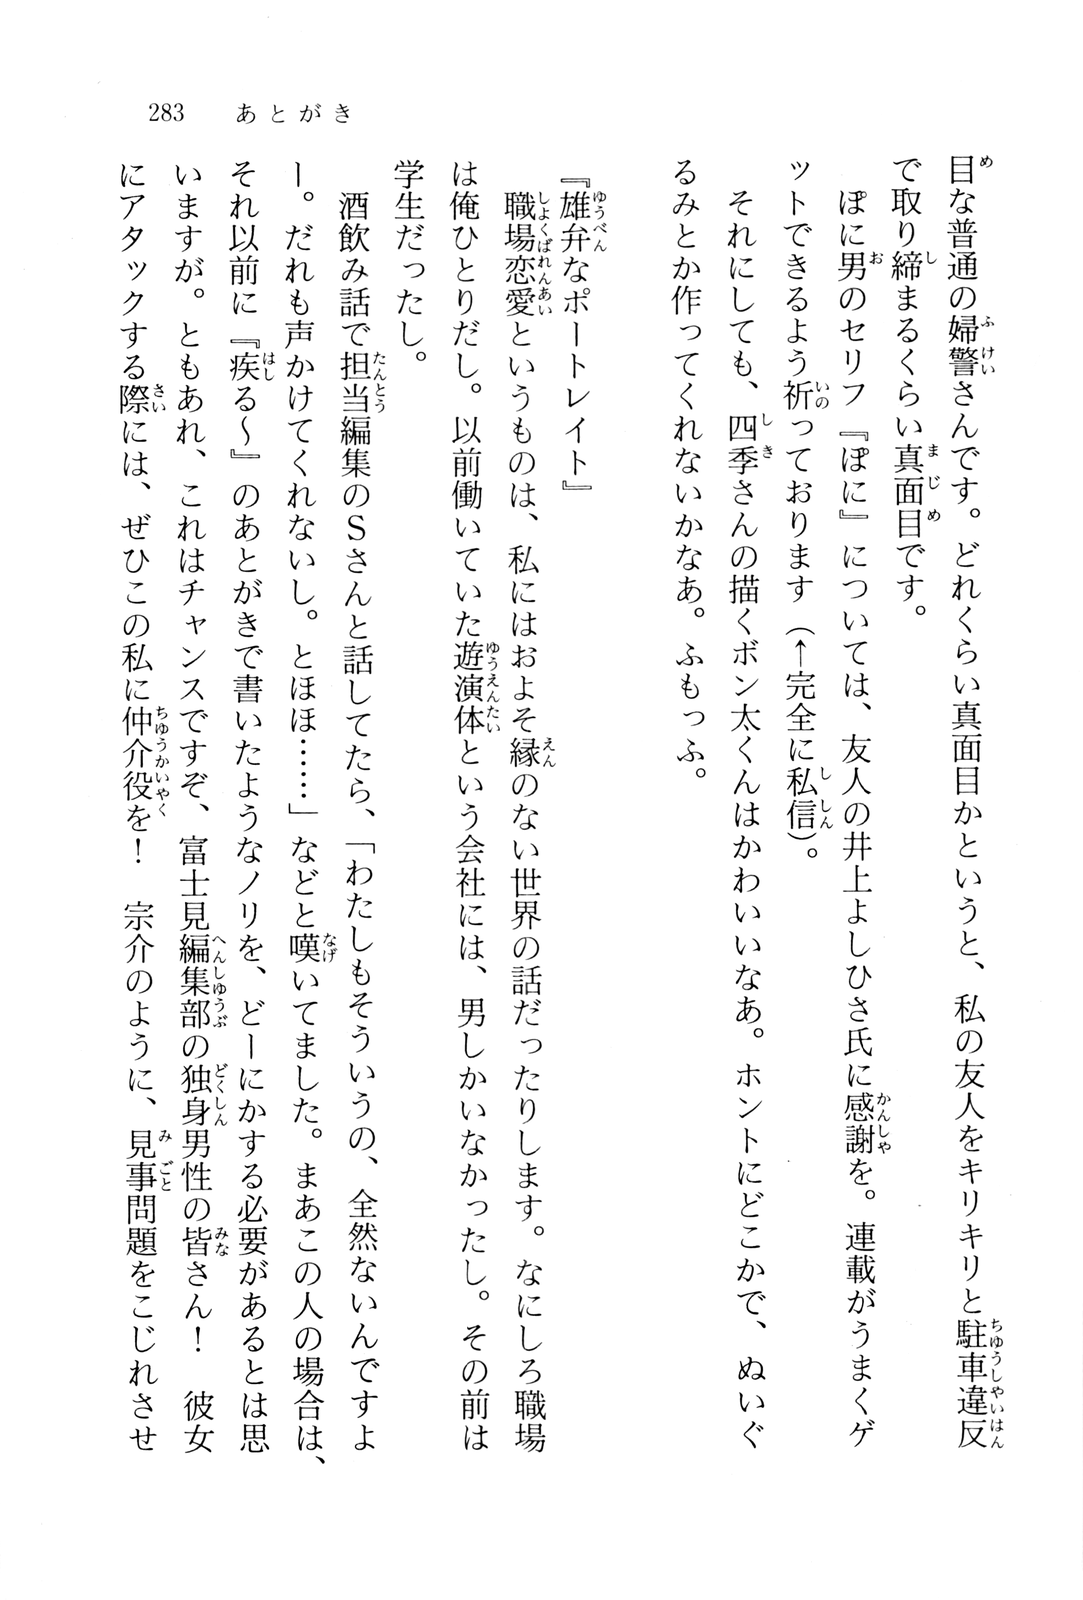 283 あとがき
目な普通の婦警さんです。どれくらい真面目かというと、私の友人をキリキリと駐車違反
で取り締まるくらい真面目です。
ぽに男のセリフ『ぽに』については、友人の井上よしひさ氏に感謝を。連載がうまくゲ
ットできるよう祈っております（↑完全に私信）。
それにしても、四季さんの描くボン太くんはかわいいなあ。ホントにどこかで、ぬいぐ
るみとか作ってくれないかなあ。ふもっふ。
『雄弁なポートレイト』
職場恋愛というものは、私にはおよそ縁のない世界の話だったりします。なにしろ職場
は俺ひとりだし。以前働いていた遊演体という会社には、男しかいなかったし。その前は
学生だったし。
酒飲み話で担当編集のＳさんと話してたら、「わたしもそういうの、全然ないんですよ
ー。だれも声かけてくれないし。とほほ……」などと嘆いてました。まあこの人の場合は、
それ以前に『疾る～』のあとがきで書いたようなノリを、どーにかする必要があるとは思
いますが。ともあれ、これはチャンスですぞ、富士見編集部の独身男性の皆さん！　彼女
にアタックする際には、ぜひこの私に仲介役を！　宗介のように、見事問題をこじれさせ